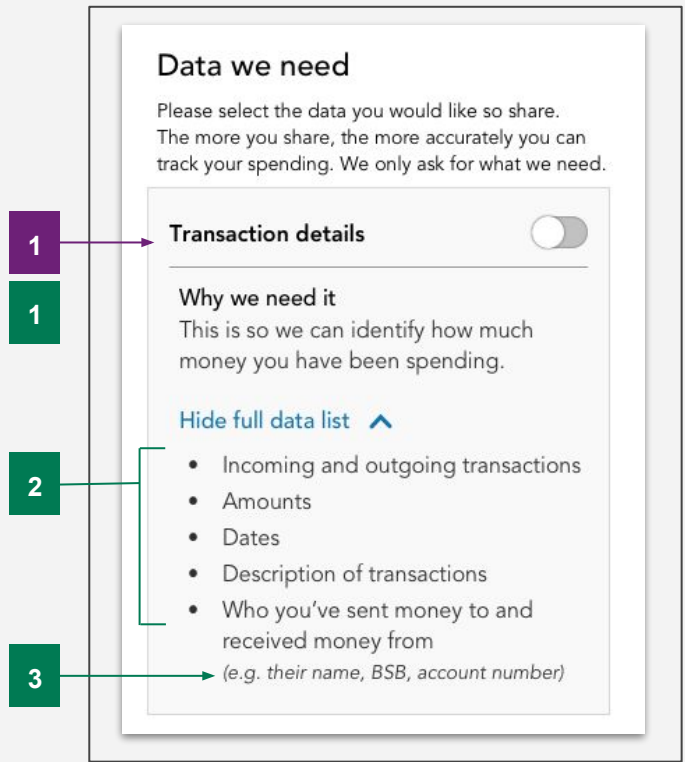 Data we need
Please select the data you would like so share.
The more you share, the more accurately you can
track your spending. We only ask for what we need.
1
Transaction details
1
Why we need it
This is so we can identify how much
money you have been spending.
Hide full data list
2
• Incoming and outgoing transactions
• Amounts
• Dates
• Description of transactions
• Who you've sent money to and
received money from
3
(e.g. their name, BSB, account number)